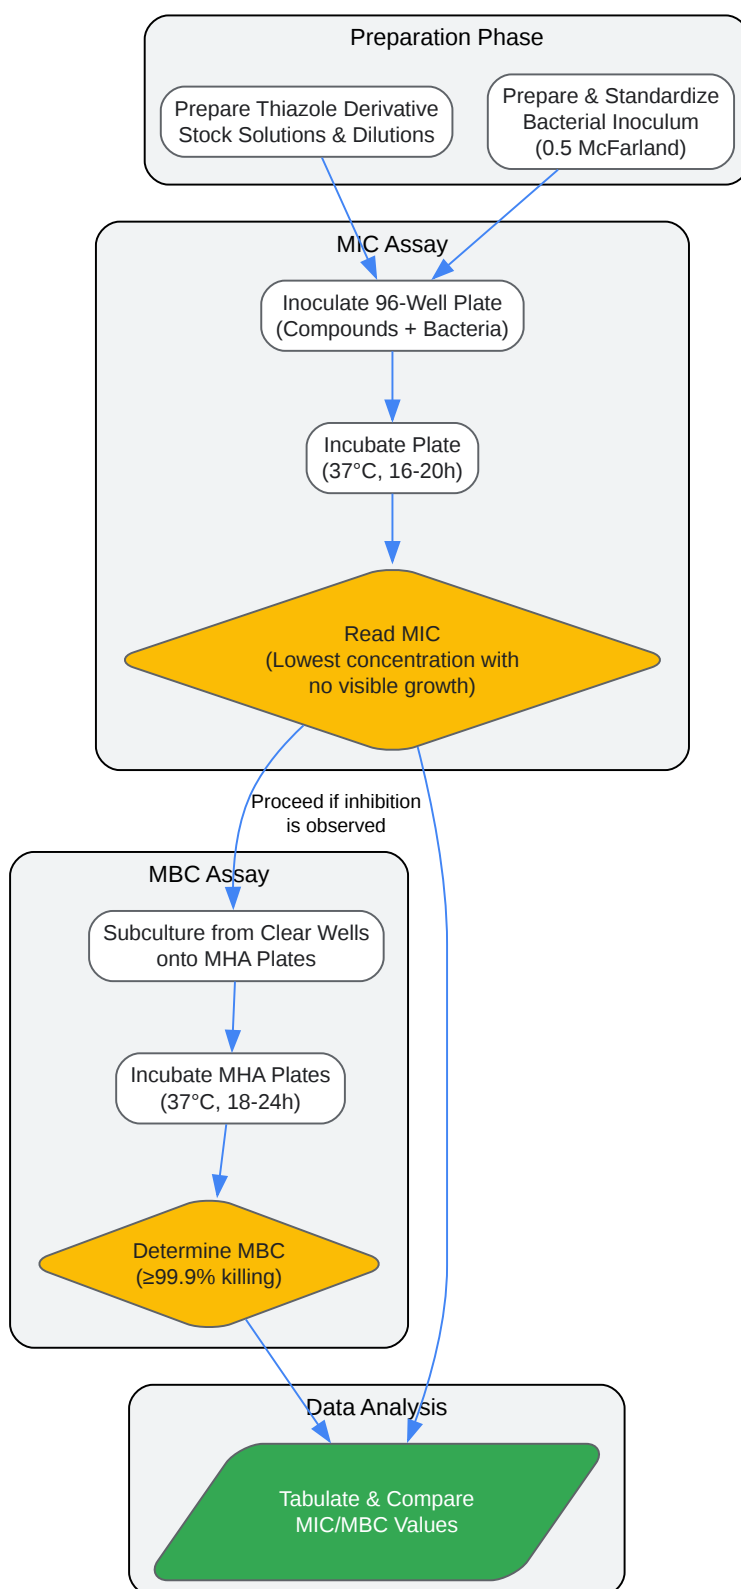 Preparation Phase
Prepare Thiazole Derivative
Stock Solutions & Dilutions
Prepare & Standardize
Bacterial Inoculum
(0.5 McFarland)
MIC Assay
Inoculate 96-Well Plate
(Compounds + Bacteria)
Incubate Plate
(37°C, 16-20h)
Read MIC
(Lowest concentration with
no visible growth)
Proceed if inhibition
is observed
MBC Assay
Subculture from Clear Wells
onto MHA Plates
Incubate MHA Plates
(37°C, 18-24h)
Determine MBC
(≥99.9% killing)
Data Analysis
Tabulate & Compare
MIC/MBC Values